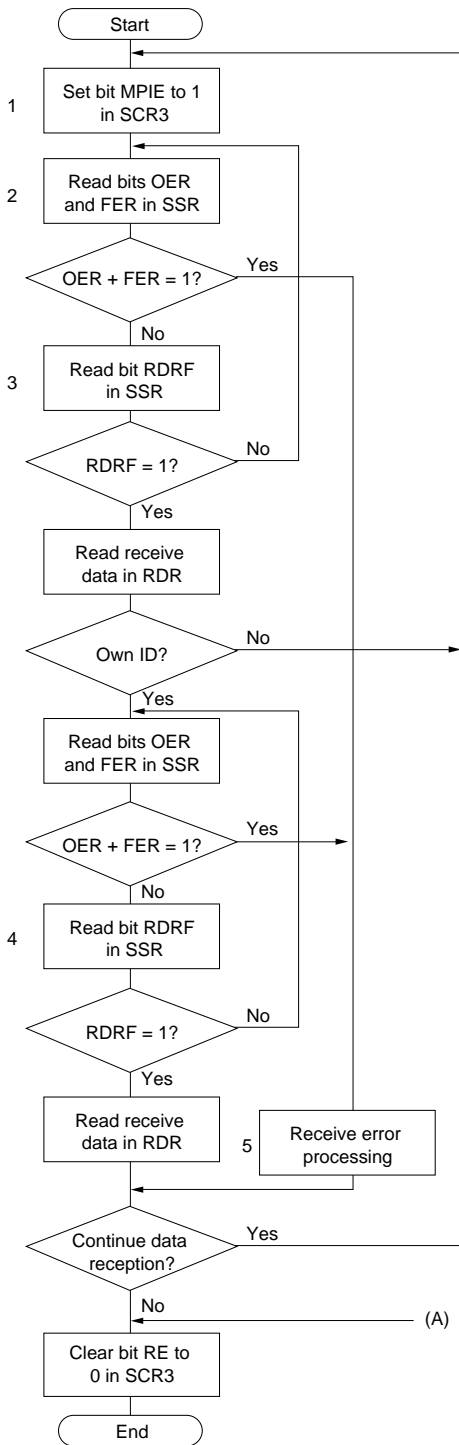 Start
1
Set bit MPIE to 1
in SCR3
2
Read bits OER
and FER in SSR
OER + FER = 1?
Yes
No
3
Read bit RDRF
in SSR
RDRF = 1?
No
Yes
Read receive
data in RDR
Own ID?
No
Yes
Read bits OER
and FER in SSR
OER + FER = 1?
Yes
No
4
Read bit RDRF
in SSR
RDRF = 1?
No
Yes
Read receive
data in RDR
5
Receive error
processing
Continue data
reception?
Yes
No
(A)
Clear bit RE to
0 in SCR3
End